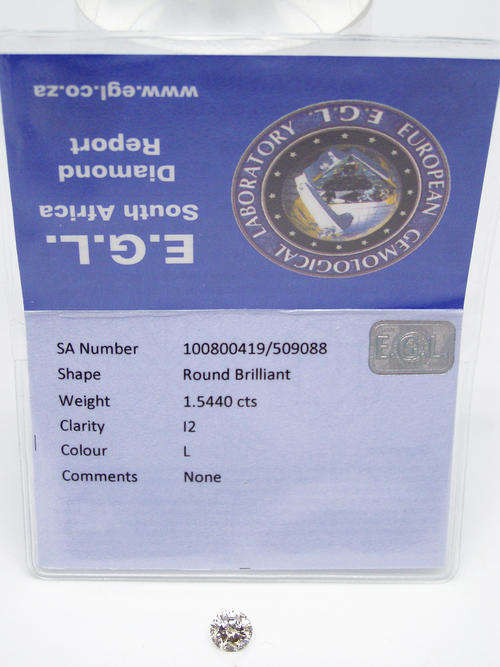 E.G.L.
South Africa
Diamond
Report
www.egl.co.za
E.G.L. EUROPEAN GEMOLOGICAL LABORATORY
SA Number 100800419/509088
Shape Round Brilliant
Weight 1.5440 cts
Clarity I2
Colour L
Comments None
E.G.L